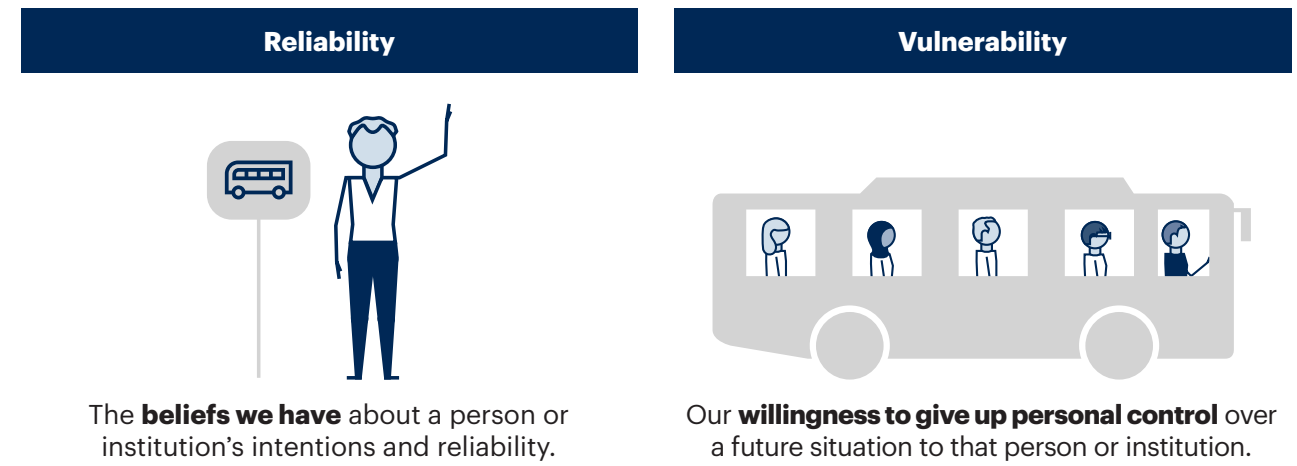 Reliability
The beliefs we have about a person or
institution’s intentions and reliability.
Vulnerability
Our willingness to give up personal control over
a future situation to that person or institution.